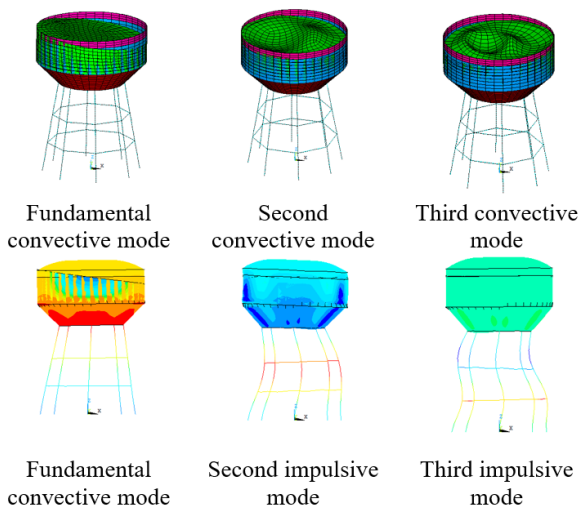 Fundamental
convective mode
Second
convective mode
Third convective
mode
Fundamental
convective mode
Second impulsive
mode
Third impulsive
mode